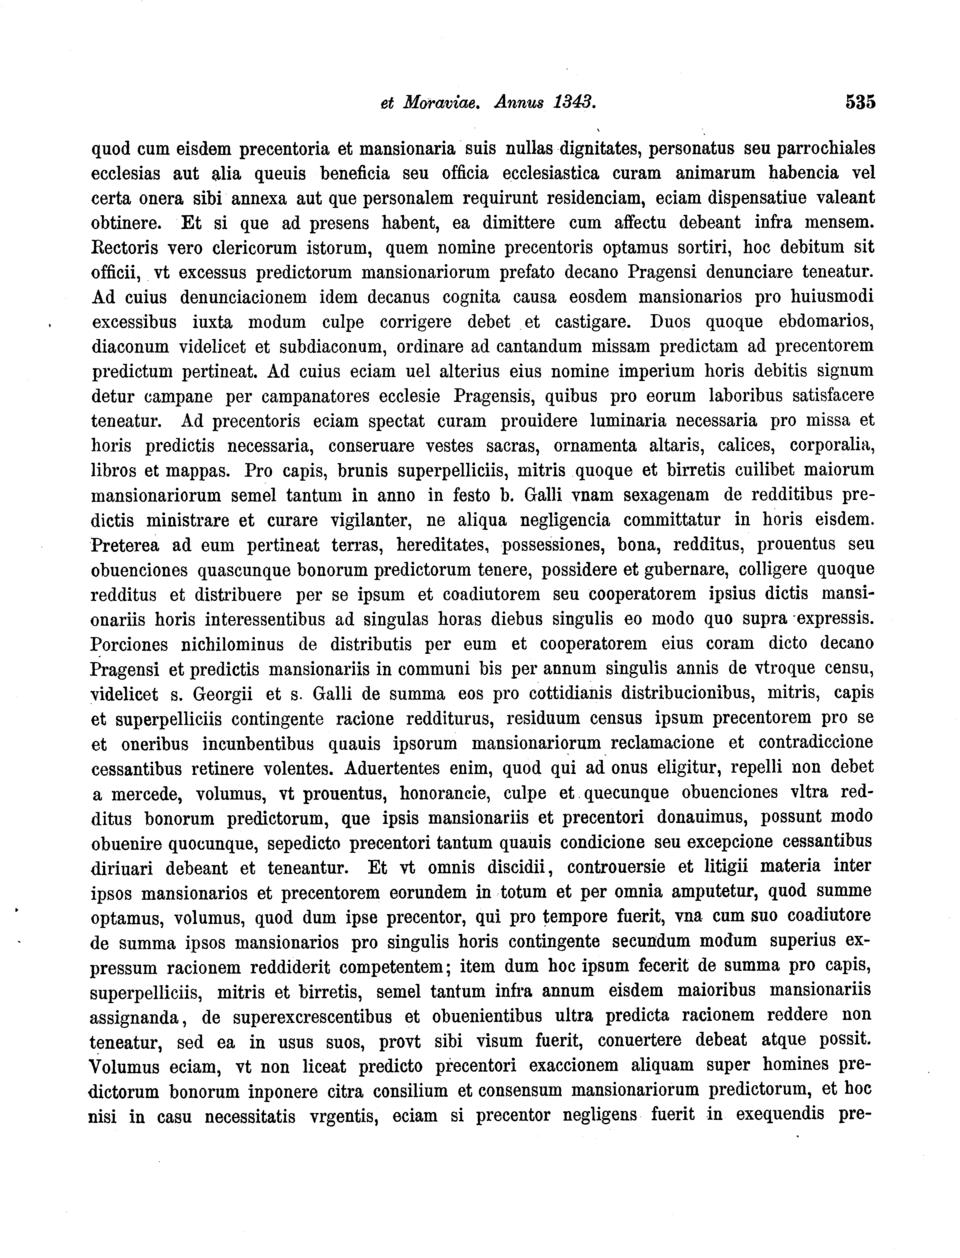 et Moraviae. Annus 1343. 535
quod cum eisdem precentoria et mansionaria suis nullas dignitates, personatus seu parrochiales
ecclesias aut alia queuis beneficia seu officia ecclesiastica curam animarum habencia vel
certa onera sibi annexa aut que personalem requirunt residenciam, eciam dispensatiue valeant
obtinere. Et si que ad presens habent, ea dimittere cum affectu debeant infra mensem.
Rectoris vero clericorum istorum, quem nomine precentoris optamus sortiri, hoc debitum sit
officii, vt excessus predictorum mansionariorum prefato decano Pragensi denunciare teneatur.
Ad cuius denunciacionem idem decanus cognita causa eosdem mansionarios pro huiusmodi
excessibus iuxta modum culpe corrigere debet et castigare. Duos quoque ebdomarios,
diaconum videlicet et subdiaconum, ordinare ad cantandum missam predictam ad precentorem
predictum pertineat. Ad cuius eciam uel alterius eius nomine imperium horis debitis signum
detur campane per campanatores ecclesie Pragensis, quibus pro eorum laboribus satisfacere
teneatur. Ad precentoris eciam spectat curam prouidere luminaria necessaria pro missa et
horis predictis necessaria, conseruare vestes sacras, ornamenta altaris, calices, corporalia,
libros et mappas. Pro capis, brunis superpelliciis, mitris quoque et birretis cuilibet maiorum
mansionariorum semel tantum in anno in festo b. Galli vnam sexagenam de redditibus pre-
dictis ministrare et curare vigilanter, ne aliqua negligencia committatur in horis eisdem.
Preterea ad eum pertineat terras, hereditates, possessiones, bona, redditus, prouentus seu
obuenciones quascunque bonorum predictorum tenere, possidere et gubernare, colligere quoque
redditus et distribuere per se ipsum et coadiutorem seu cooperatorem ipsius dictis mansi-
onariis horis interessentibus ad singulas horas diebus singulis eo modo quo supra expressis.
Porciones nichilominus de distributis per eum et cooperatorem eius coram dicto decano
Pragensi et predictis mansionariis in communi bis per annum singulis annis de vtroque censu,
videlicet s. Georgii et s. Galli de summa eos pro cottidianis distribucionibus, mitris, capis
et superpelliciis contingente racione redditurus, residuum census ipsum precentorem pro se
et oneribus incunbentibus quauis ipsorum mansionariorum reclamacione et contradiccione
cessantibus retinere volentes. Aduertentes enim, quod qui ad onus eligitur, repelli non debet
a mercede, volumus, vt prouentus, honorancie, culpe et quecunque obuenciones vltra red-
ditus bonorum predictorum, que ipsis mansionariis et precentori donauimus, possunt modo
obuenire quocunque, sepedicto precentori tantum quauis condicione seu excepcione cessantibus
diriuari debeant et teneantur. Et vt omnis discidii, controuersie et litigii materia inter
ipsos mansionarios et precentorem eorundem in totum et per omnia amputetur, quod summe
optamus, volumus, quod dum ipse precentor, qui pro tempore fuerit, vna cum suo coadiutore
de summa ipsos mansionarios pro singulis horis contingente secundum modum superius ex-
pressum racionem reddiderit competentem; item dum hoc ipsum fecerit de summa pro capis,
superpelliciis, mitris et birretis, semel tantum infra annum eisdem maioribus mansionariis
assignanda, de superexcrescentibus et obuenientibus ultra predicta racionem reddere non
teneatur, sed ea in usus suos, provt sibi visum fuerit, conuertere debeat atque possit.
Volumus eciam, vt non liceat predicto precentori exaccionem aliquam super homines pre-
dictorum bonorum inponere citra consilium et consensum mansionariorum predictorum, et hoc
nisi in casu necessitatis vrgentis, eciam si precentor negligens fuerit in exequendis pre-